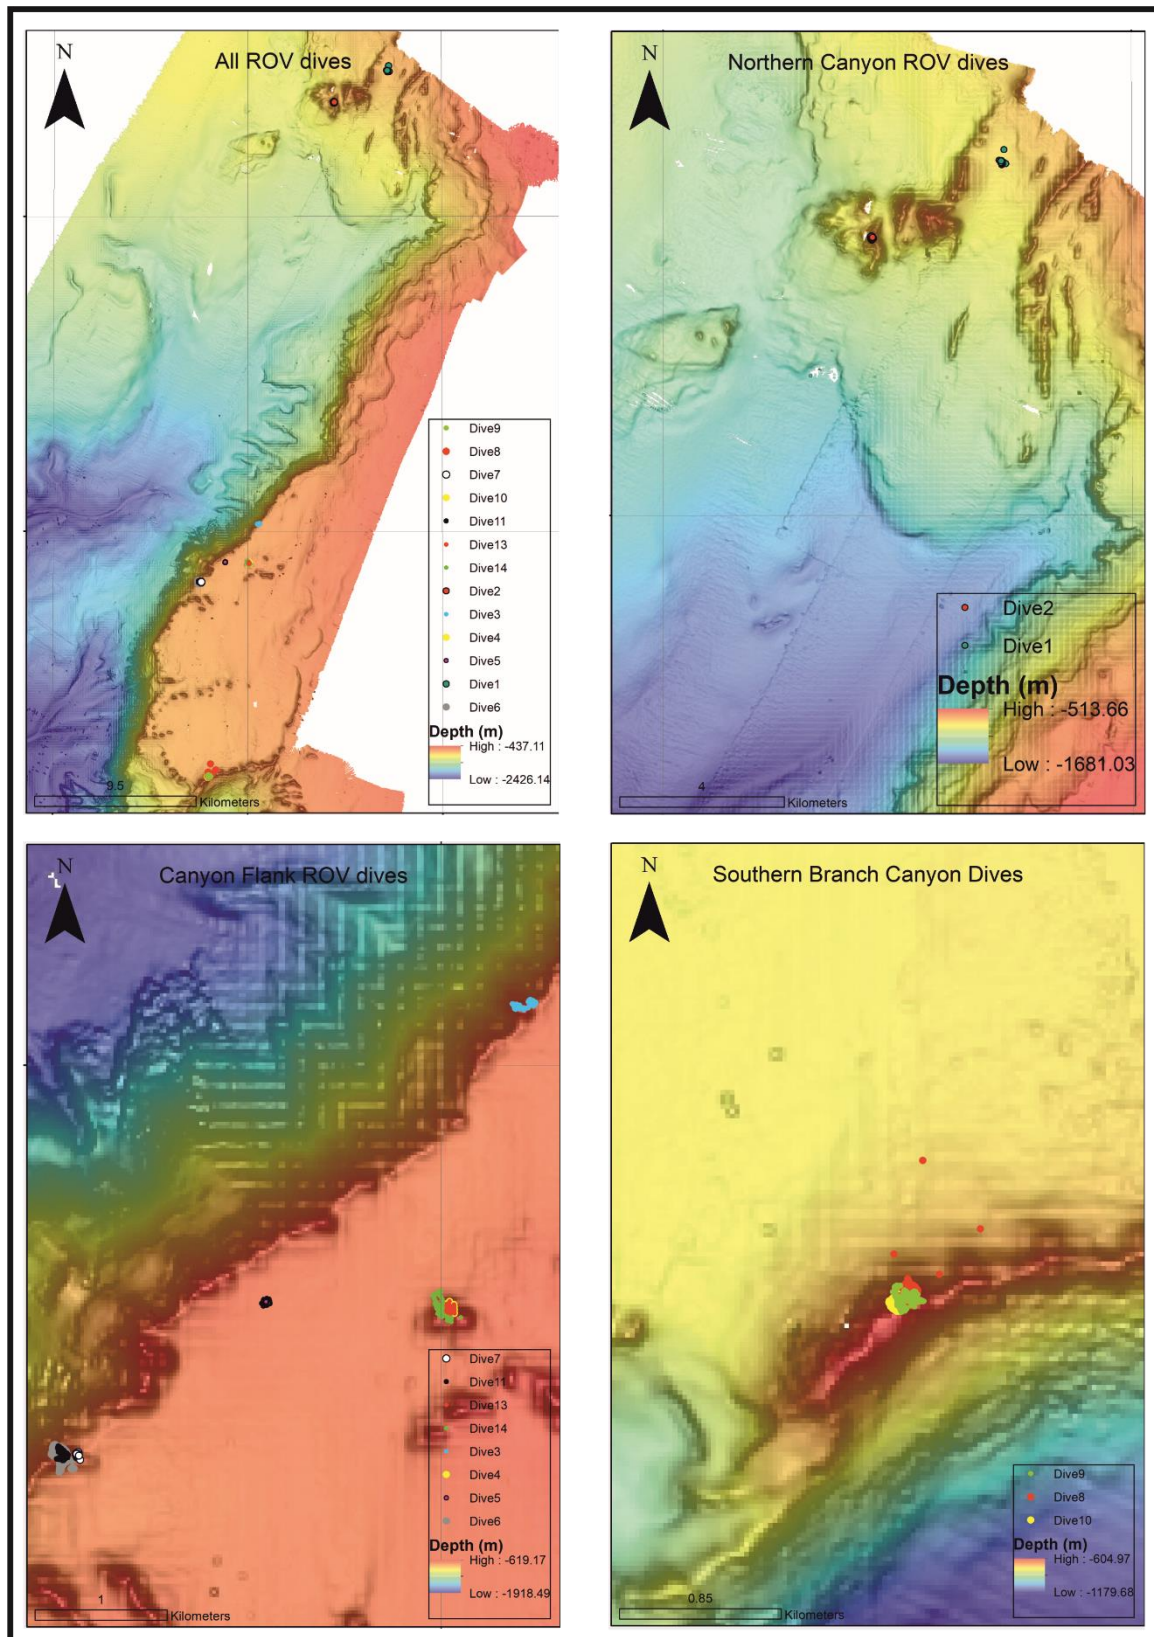 N
All ROV dives
Dive9
Dive8
Dive7
Dive10
Dive11
Dive13
Dive14
Dive2
Dive3
Dive4
Dive5
Dive1
Dive6
Depth (m)
High : -437.11
Low : -2426.14
9.5
Kilometers
N
Northern Canyon ROV dives
Dive2
Dive1
Depth (m)
High : -513.66
Low : -1681.03
4
Kilometers
N
Canyon Flank ROV dives
Dive7
Dive11
Dive13
Dive14
Dive3
Dive4
Dive5
Dive6
Depth (m)
High : -619.17
Low : -1918.49
1
Kilometers
N
Southern Branch Canyon Dives
Dive9
Dive8
Dive10
Depth (m)
High : -604.97
Low : -1179.68
0.85
Kilometers